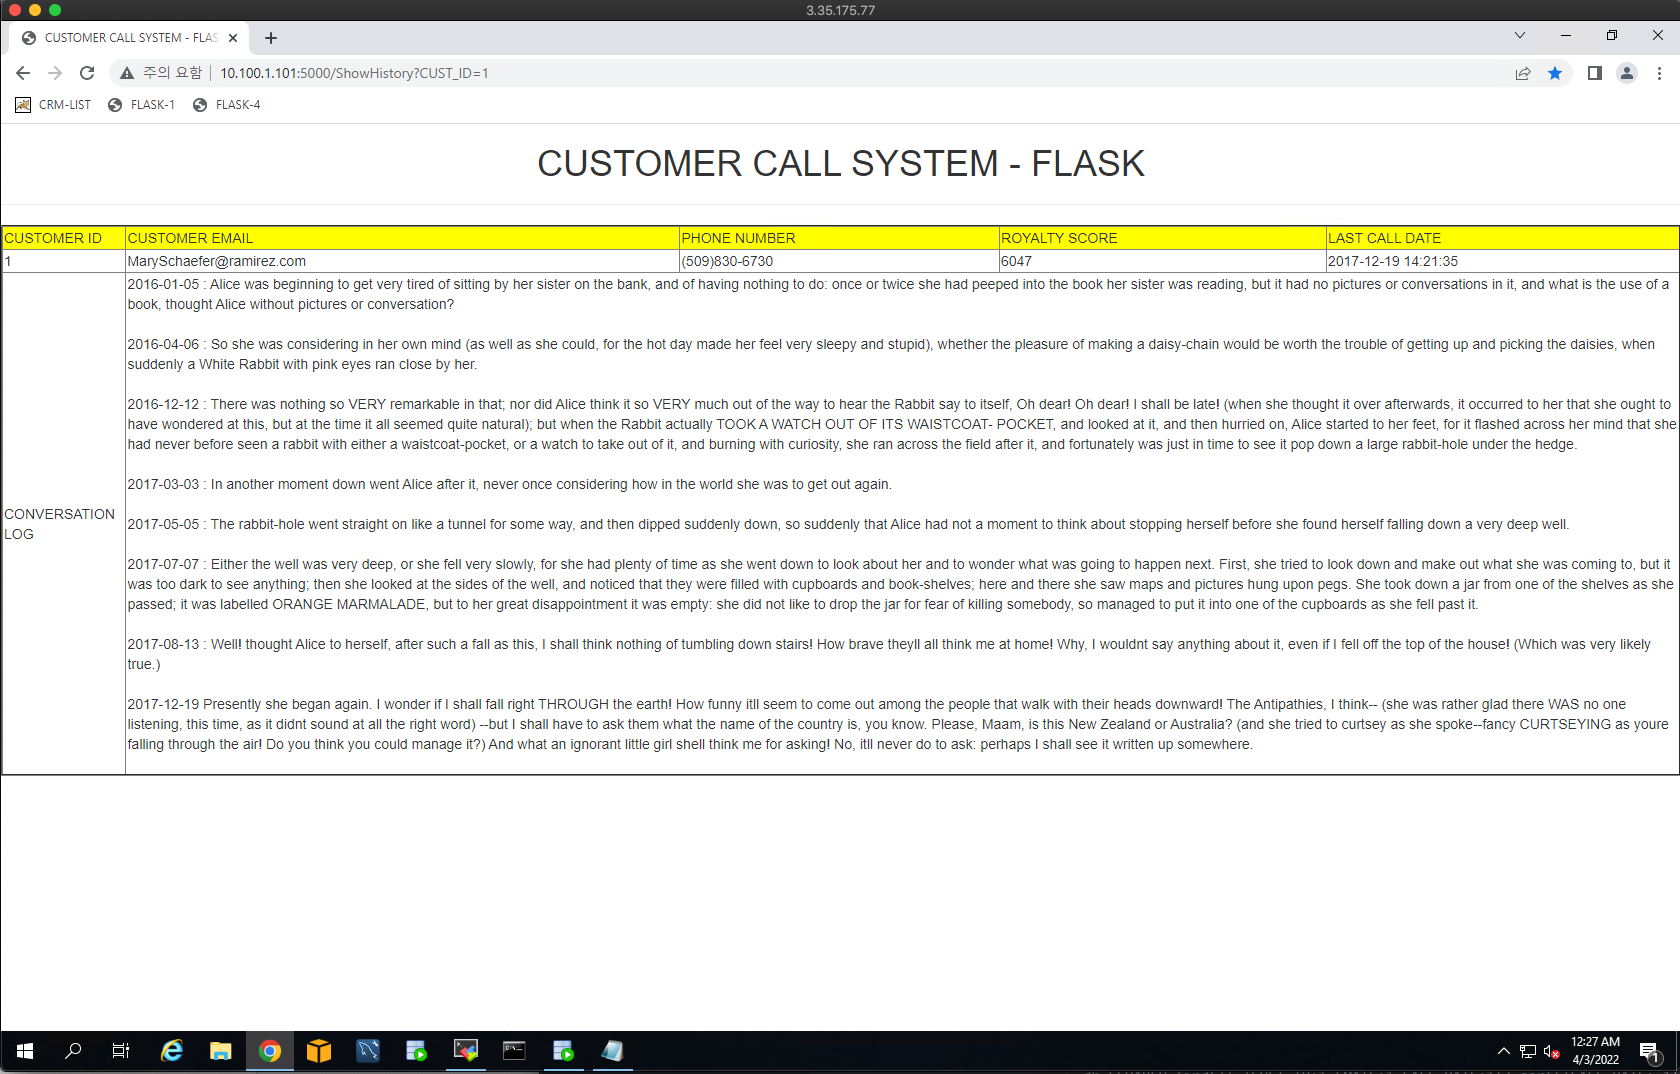 3.35.175.77
CUSTOMER CALL SYSTEM - FLAS
주의 요함 10.100.1.101:5000/ShowHistory?CUST_ID=1
CRM-LIST FLASK-1 FLASK-4
CUSTOMER CALL SYSTEM - FLASK
CUSTOMER ID CUSTOMER EMAIL PHONE NUMBER ROYALTY SCORE LAST CALL DATE
1 MarySchaefer@ramirez.com (509)830-6730 6047 2017-12-19 14:21:35
CONVERSATION
LOG
2016-01-05 : Alice was beginning to get very tired of sitting by her sister on the bank, and of having nothing to do: once or twice she had peeped into the book her sister was reading, but it had no pictures or conversations in it, and what is the use of a
book, thought Alice without pictures or conversation?
2016-04-06 : So she was considering in her own mind (as well as she could, for the hot day made her feel very sleepy and stupid), whether the pleasure of making a daisy-chain would be worth the trouble of getting up and picking the daisies, when
suddenly a White Rabbit with pink eyes ran close by her.
2016-12-12 : There was nothing so VERY remarkable in that; nor did Alice think it so VERY much out of the way to hear the Rabbit say to itself, Oh dear! Oh dear! I shall be late! (when she thought it over afterwards, it occurred to her that she ought to
have wondered at this, but at the time it all seemed quite natural); but when the Rabbit actually TOOK A WATCH OUT OF ITS WAISTCOAT- POCKET, and looked at it, and then hurried on, Alice started to her feet, for it flashed across her mind that she
had never before seen a rabbit with either a waistcoat-pocket, or a watch to take out of it, and burning with curiosity, she ran across the field after it, and fortunately was just in time to see it pop down a large rabbit-hole under the hedge.
2017-03-03 : In another moment down went Alice after it, never once considering how in the world she was to get out again.
2017-05-05 : The rabbit-hole went straight on like a tunnel for some way, and then dipped suddenly down, so suddenly that Alice had not a moment to think about stopping herself before she found herself falling down a very deep well.
2017-07-07 : Either the well was very deep, or she fell very slowly, for she had plenty of time as she went down to look about her and to wonder what was going to happen next. First, she tried to look down and make out what she was coming to, but it
was too dark to see anything; then she looked at the sides of the well, and noticed that they were filled with cupboards and book-shelves; here and there she saw maps and pictures hung upon pegs. She took down a jar from one of the shelves as she
passed; it was labelled ORANGE MARMALADE, but to her great disappointment it was empty: she did not like to drop the jar for fear of killing somebody, so managed to put it into one of the cupboards as she fell past it.
2017-08-13 : Well! thought Alice to herself, after such a fall as this, I shall think nothing of tumbling down stairs! How brave theyll all think me at home! Why, I wouldnt say anything about it, even if I fell off the top of the house! (Which was very likely
true.)
2017-12-19 Presently she began again. I wonder if I shall fall right THROUGH the earth! How funny itll seem to come out among the people that walk with their heads downward! The Antipathies, I think-- (she was rather glad there WAS no one
listening, this time, as it didnt sound at all the right word) --but I shall have to ask them what the name of the country is, you know. Please, Maam, is this New Zealand or Australia? (and she tried to curtsey as she spoke--fancy CURTSEYING as youre
falling through the air! Do you think you could manage it?) And what an ignorant little girl shell think me for asking! No, itll never do to ask: perhaps I shall see it written up somewhere.
12:27 AM
4/3/2022
1